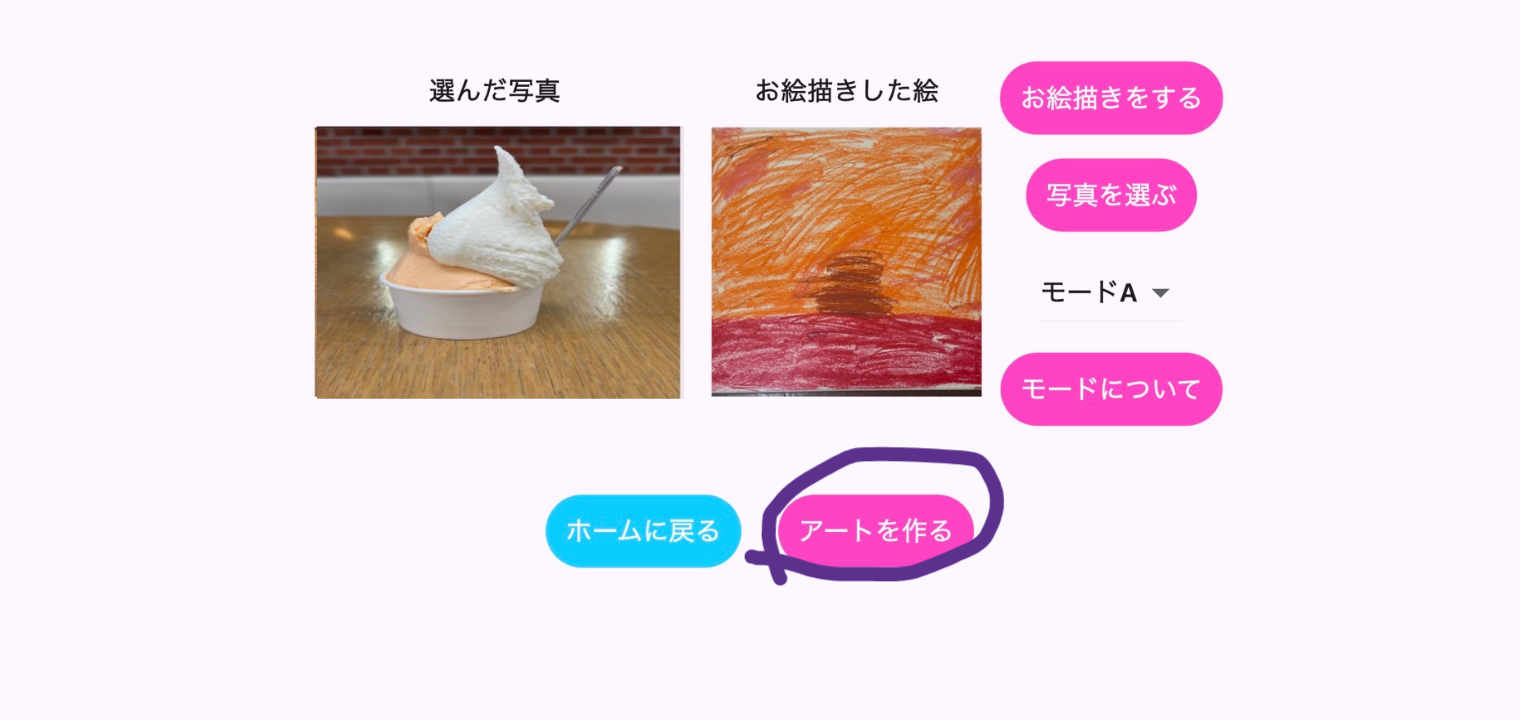 選んだ写真
お絵描きした絵
お絵描きをする
写真を選ぶ
モードA
モードについて
ホームに戻る
アートを作る